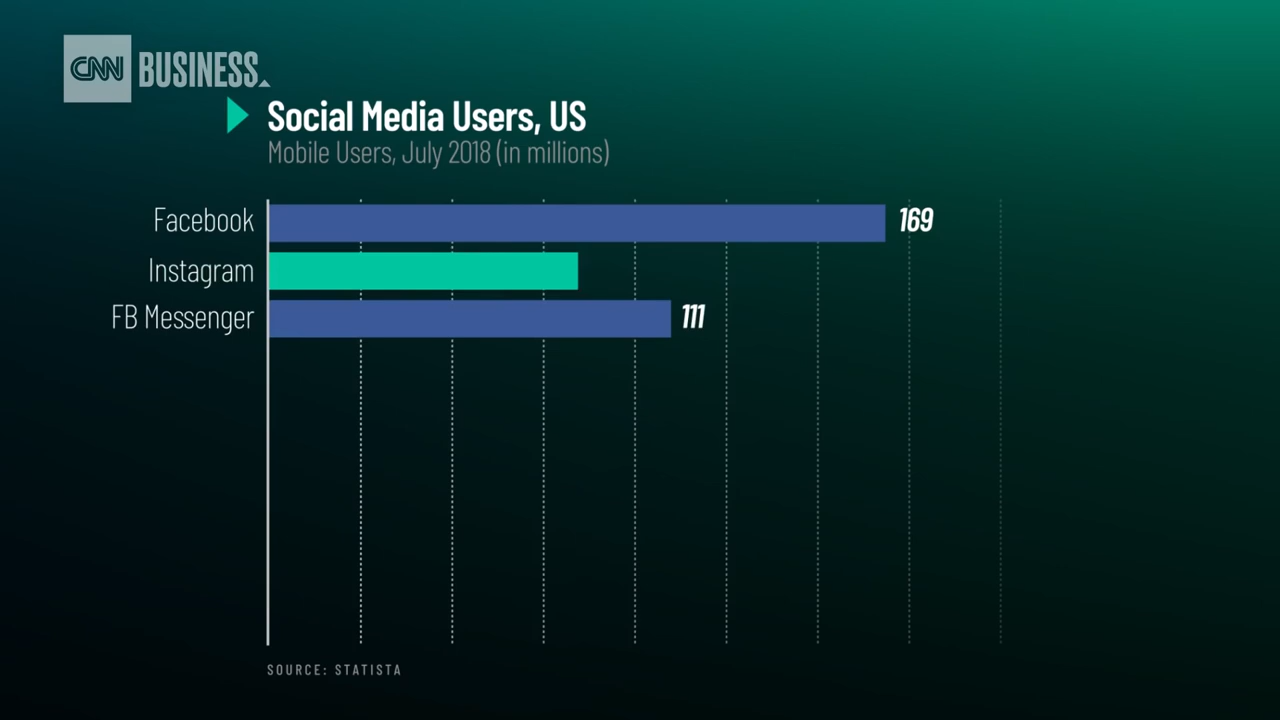 CNN BUSINESS
Social Media Users, US
Mobile Users, July 2018 (in millions)
Facebook 169
Instagram
FB Messenger 111
SOURCE: STATISTA